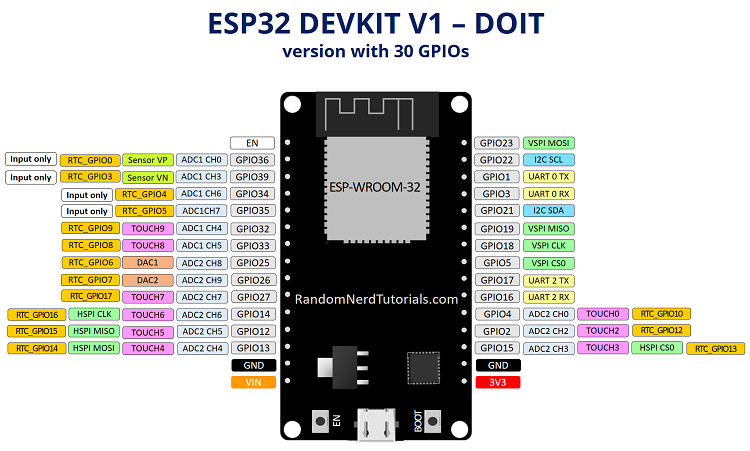 ESP32 DEVKIT V1 – DOIT
version with 30 GPIOs
EN GPIO23 VSPI MOSI
Input only RTC_GPIO0 Sensor VP ADC1 CH0 GPIO36 GPIO22 I2C SCL
Input only RTC_GPIO3 Sensor VN ADC1 CH3 GPIO39 GPIO1 UART 0 TX
Input only RTC_GPIO4 ADC1 CH6 GPIO34 ESP-WROOM-32 GPIO3 UART 0 RX
Input only RTC_GPIO5 ADC1CH7 GPIO35 GPIO21 I2C SDA
RTC_GPIO9 TOUCH9 ADC1 CH4 GPIO32 GPIO19 VSPI MISO
RTC_GPIO8 TOUCH8 ADC1 CH5 GPIO33 GPIO18 VSPI CLK
RTC_GPIO6 DAC1 ADC2 CH8 GPIO25 GPIO5 VSPI CS0
RTC_GPIO7 DAC2 ADC2 CH9 GPIO26 GPIO17 UART 2 TX
RTC_GPIO17 TOUCH7 ADC2 CH7 GPIO27 RandomNerdTutorials.com GPIO16 UART 2 RX
RTC_GPIO16 HSPI CLK TOUCH6 ADC2 CH6 GPIO14 GPIO4 ADC2 CH0 TOUCH0 RTC_GPIO10
RTC_GPIO15 HSPI MISO TOUCH5 ADC2 CH5 GPIO12 GPIO2 ADC2 CH2 TOUCH2 RTC_GPIO12
RTC_GPIO14 HSPI MOSI TOUCH4 ADC2 CH4 GPIO13 GPIO15 ADC2 CH3 TOUCH3 HSPI CS0 RTC_GPIO13
GND GND
VIN 3V3
EN BOOT